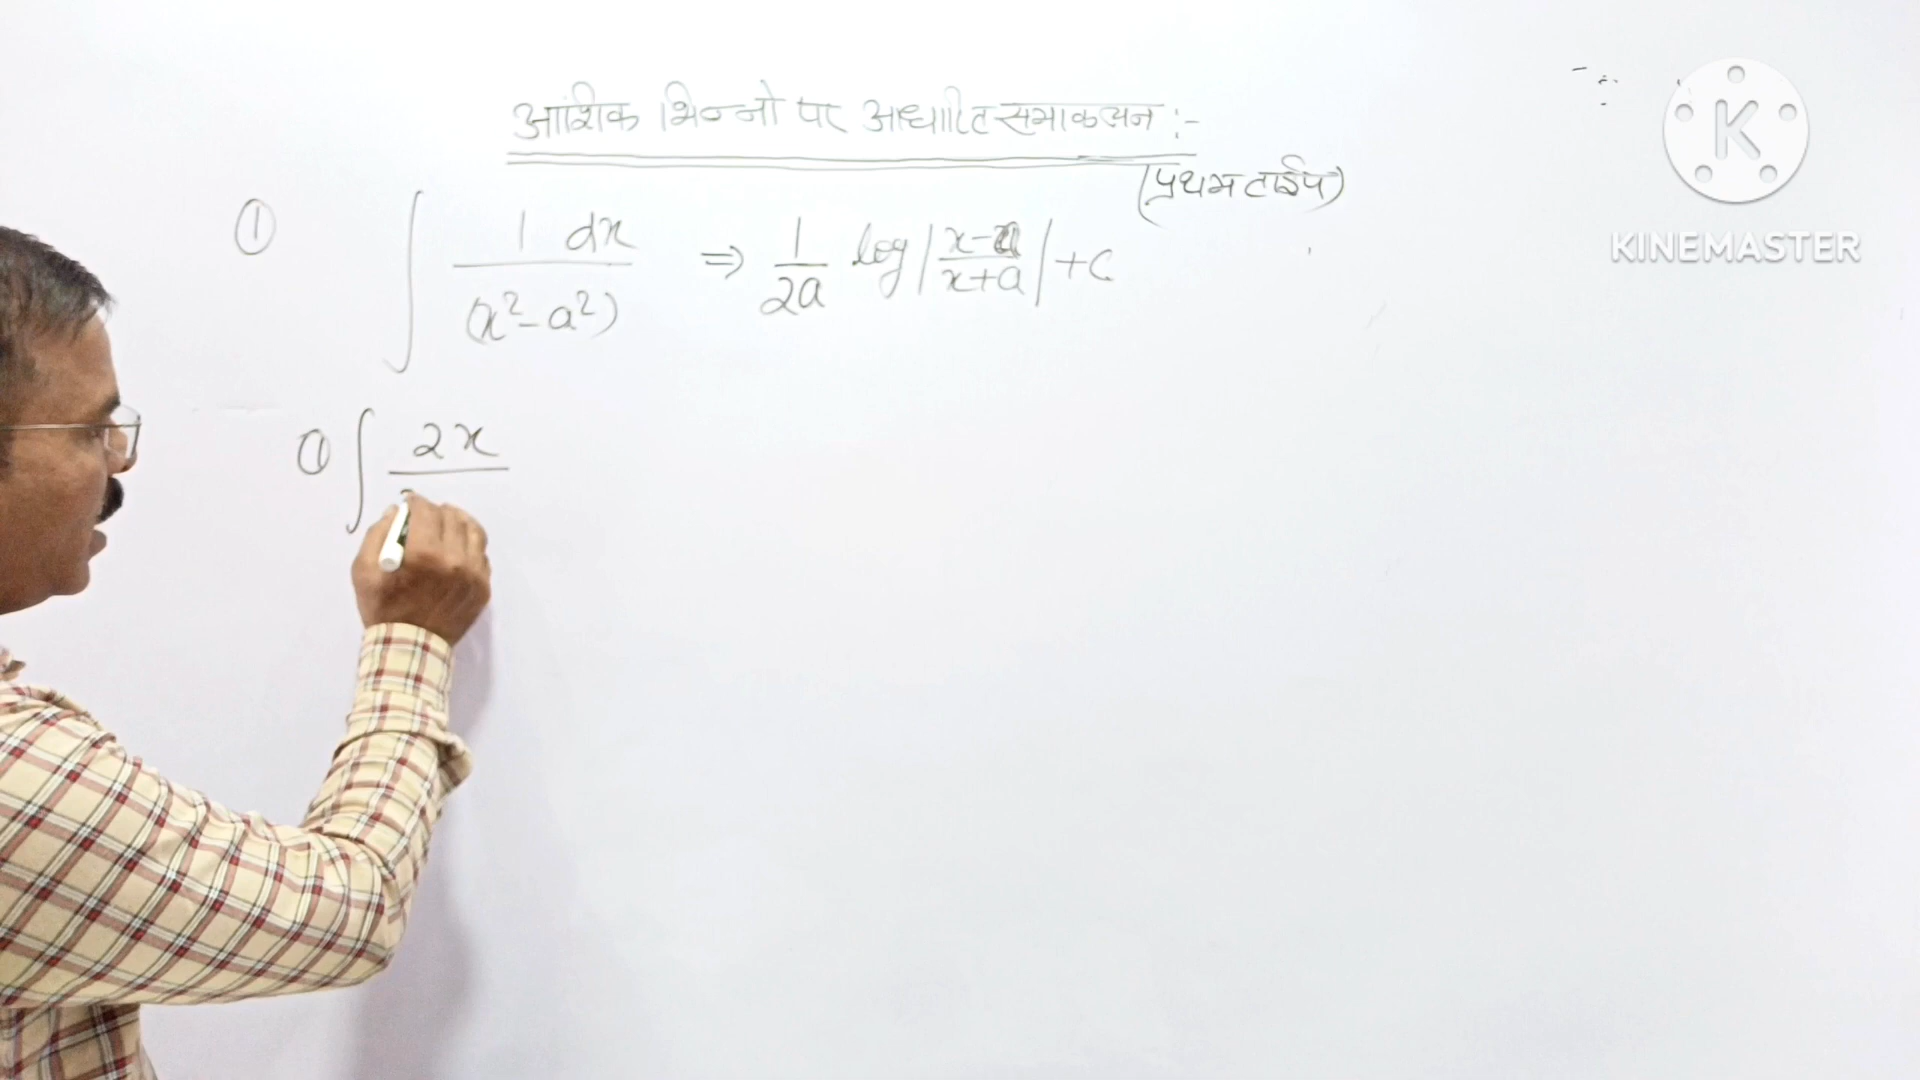 आंशिक भिन्नो पर आधारित समाकलन :-
(प्रथम टाईप)
① ∫ 1 dx / (x² - a²) ⇒ 1/2a log |x-a / x+a| + c
① ∫ 2x
K
KINEMASTER